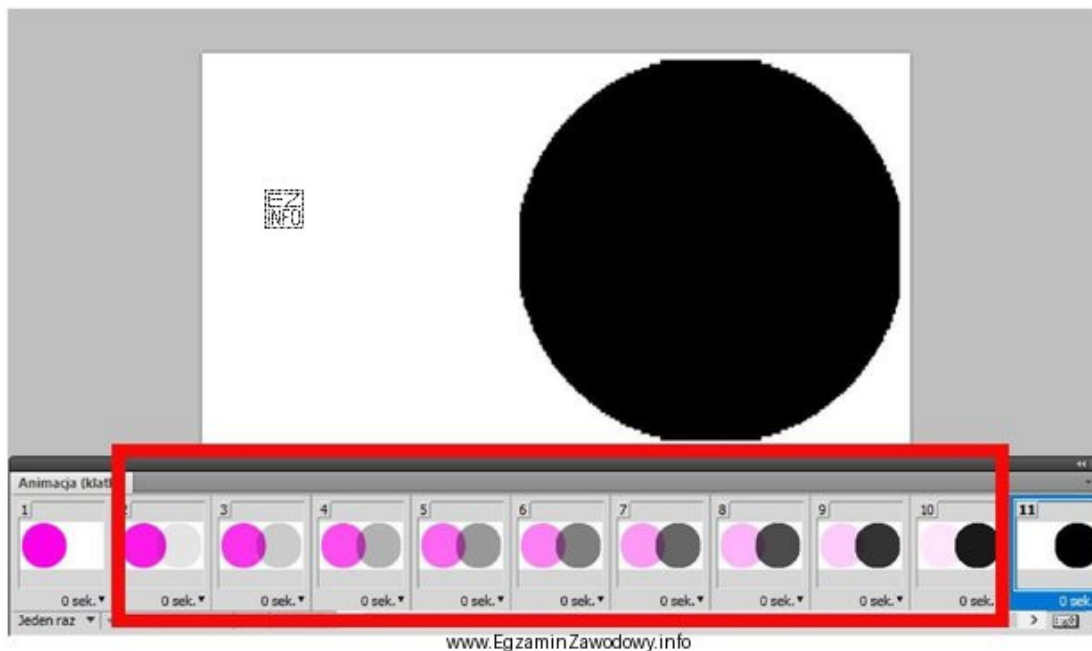 EZ
INFO
Animacja (klatk
1
2
3
4
5
6
7
8
9
10
11
0 sek.
0 sek.
0 sek.
0 sek.
0 sek.
0 sek.
0 sek.
0 sek.
0 sek.
0 sek.
0 sek.
Jeden raz
www.EgzaminZawodowy.info